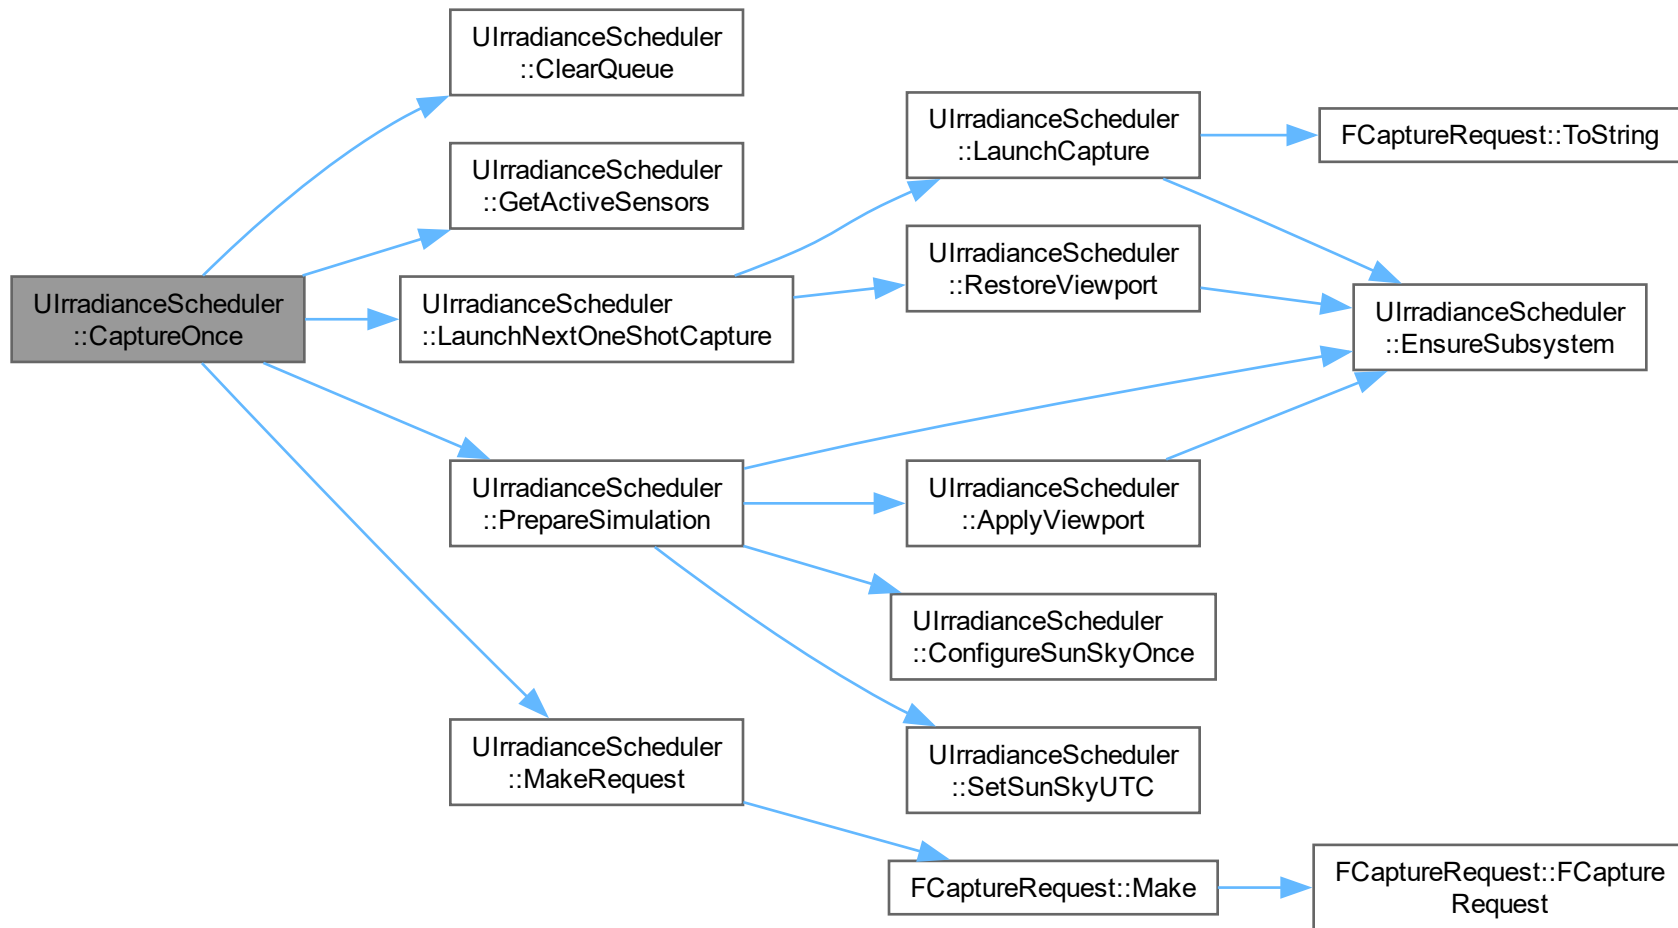 UIrradianceScheduler
::CaptureOnce
UIrradianceScheduler
::ClearQueue
UIrradianceScheduler
::GetActiveSensors
UIrradianceScheduler
::LaunchNextOneShotCapture
UIrradianceScheduler
::PrepareSimulation
UIrradianceScheduler
::MakeRequest
UIrradianceScheduler
::LaunchCapture
UIrradianceScheduler
::RestoreViewport
UIrradianceScheduler
::ApplyViewport
UIrradianceScheduler
::ConfigureSunSkyOnce
UIrradianceScheduler
::SetSunSkyUTC
FCaptureRequest::Make
FCaptureRequest::ToString
UIrradianceScheduler
::EnsureSubsystem
FCaptureRequest::FCapture
Request